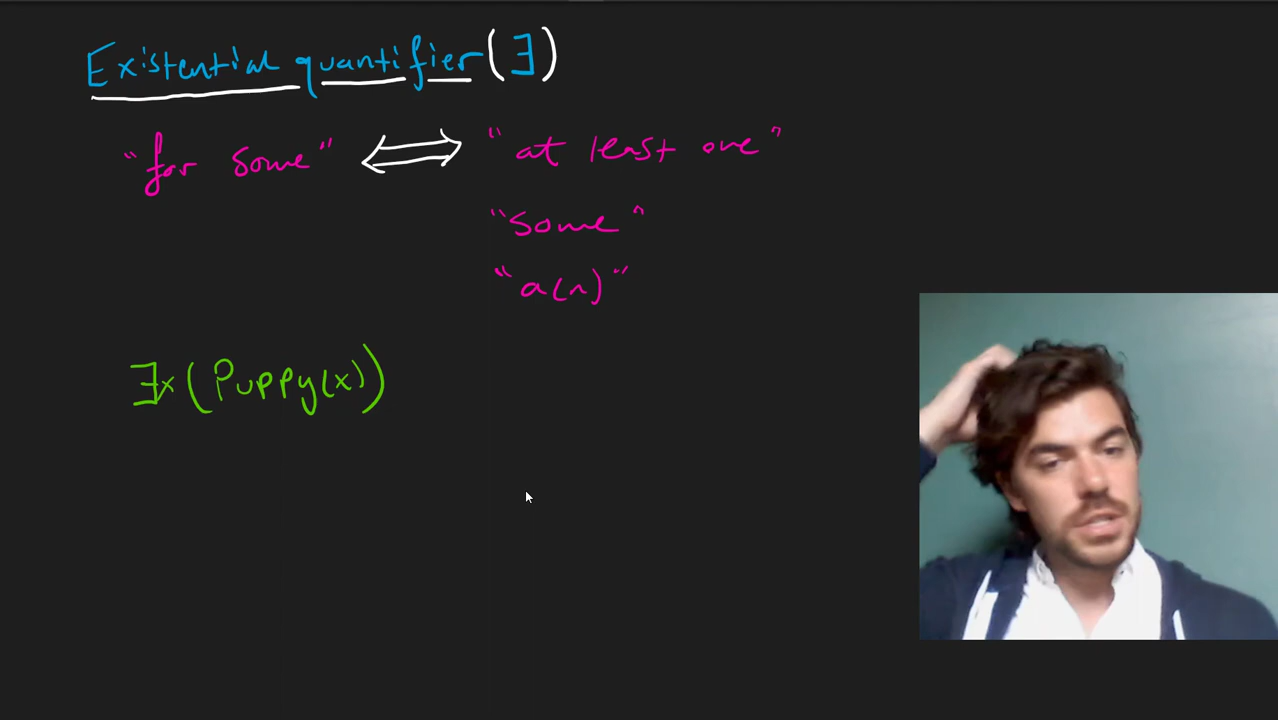 Existential quantifier (∃)
"for some" ⟺ "at least one"
"some"
"a(n)"
∃x(Puppy(x))